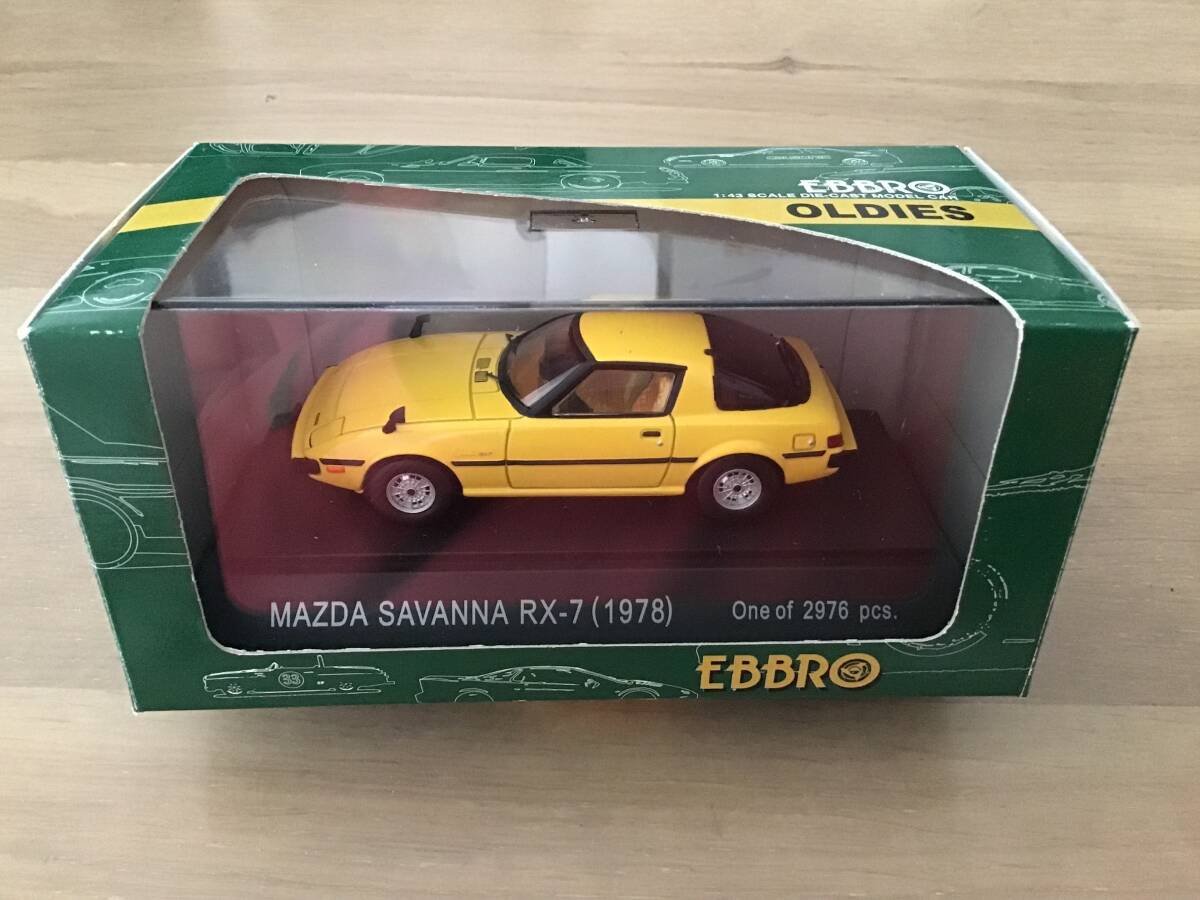 EBBRO
1:43 SCALE DIE-CAST MODEL CAR
OLDIES
MAZDA SAVANNA RX-7 (1978)
One of 2976 pcs.
EBBRO
33